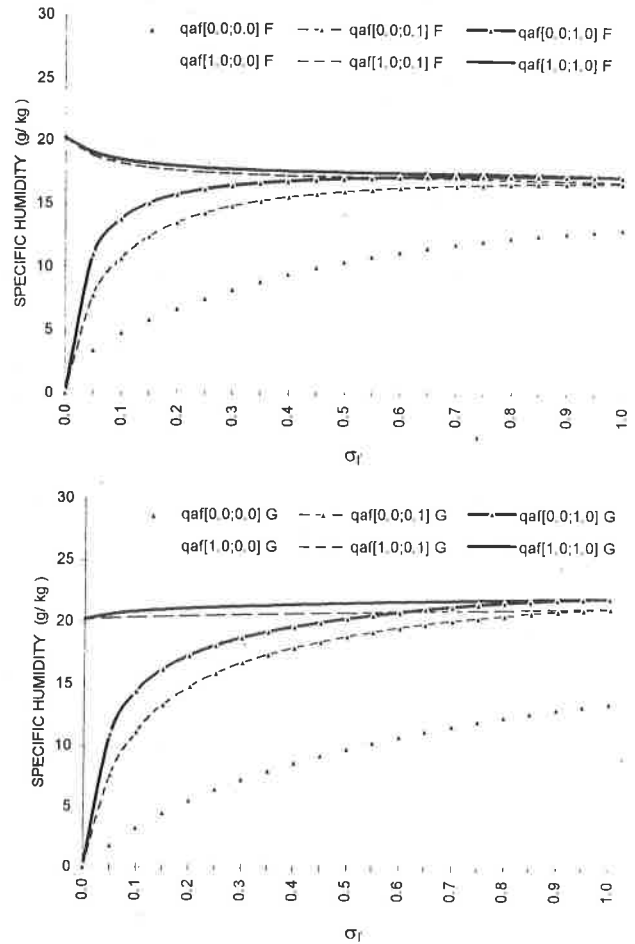 30
25
20
15
10
5
0
SPECIFIC HUMIDITY (g/kg)
qaf[0.0;0.0] F
qaf[0.0;0.1] F
qaf[0.0;1.0] F
qaf[1.0;0.0] F
qaf[1.0;0.1] F
qaf[1.0;1.0] F
0.0 0.1 0.2 0.3 0.4 0.5 0.6 0.7 0.8 0.9 1.0
σf
30
25
20
15
10
5
0
SPECIFIC HUMIDITY (g/kg)
qaf[0.0;0.0] G
qaf[0.0;0.1] G
qaf[0.0;1.0] G
qaf[1.0;0.0] G
qaf[1.0;0.1] G
qaf[1.0;1.0] G
0.0 0.1 0.2 0.3 0.4 0.5 0.6 0.7 0.8 0.9 1.0
σf